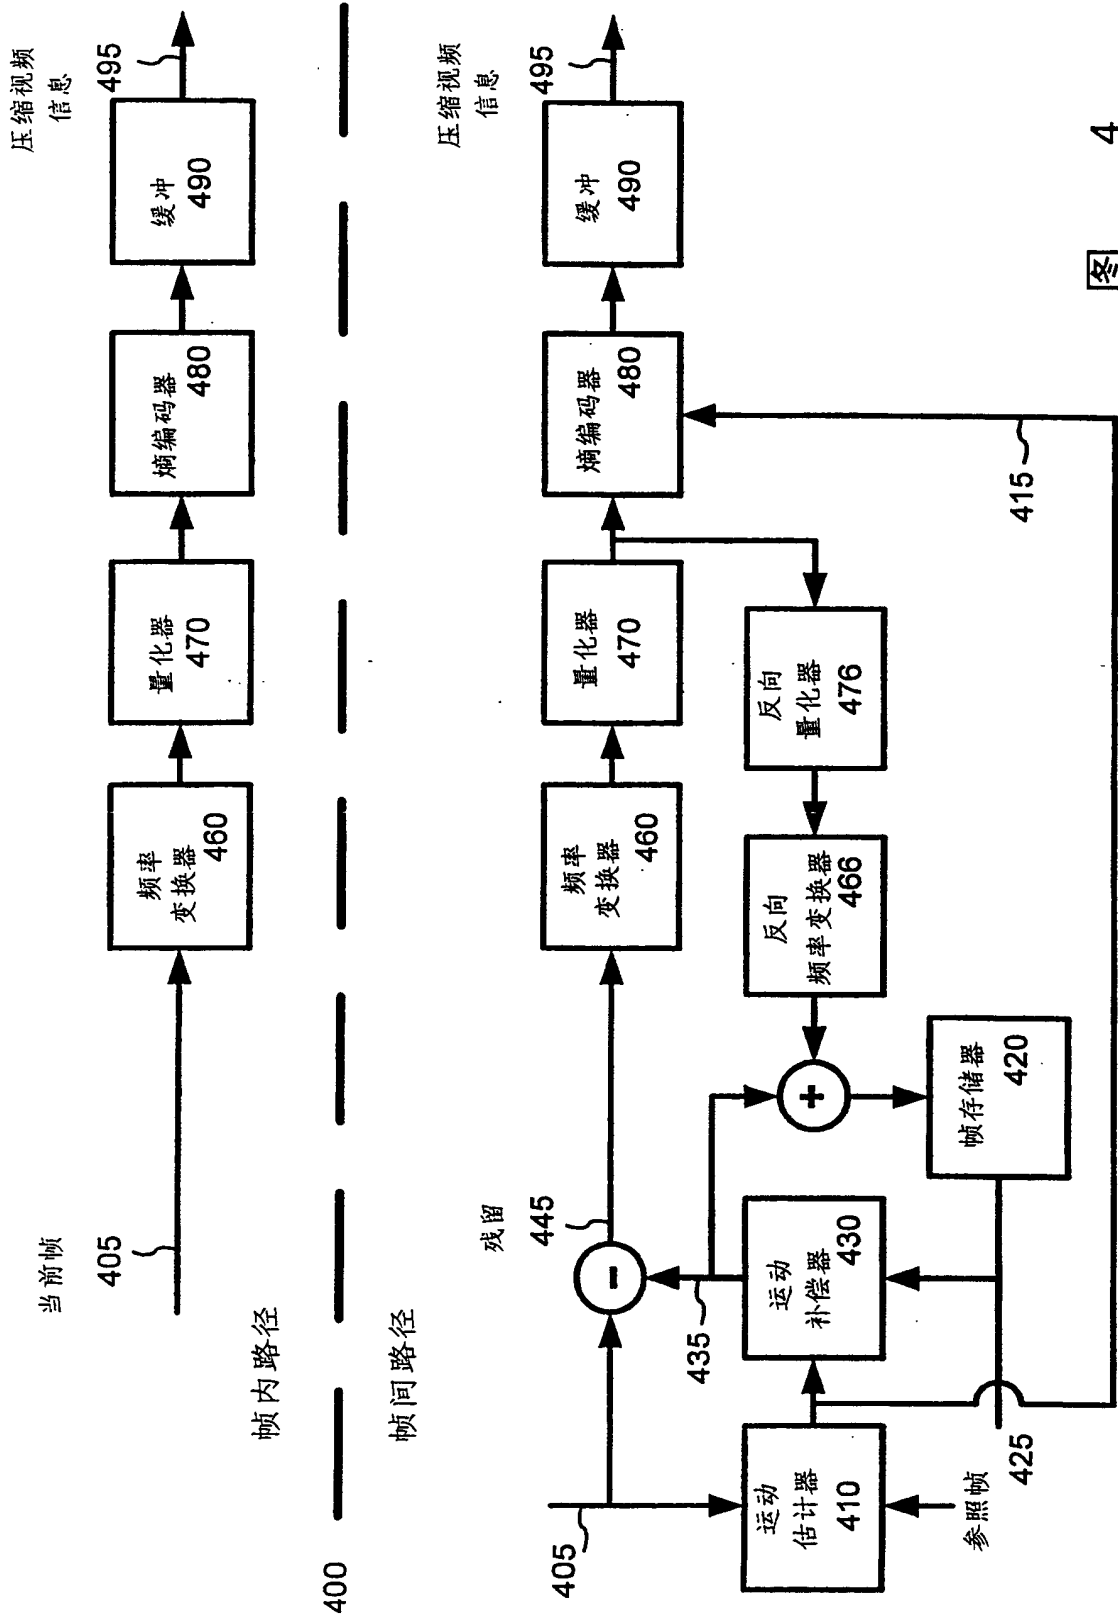 压缩视频
信息
495
缓冲
490
熵编码器
480
量化器
470
频率
变换器
460
当前帧
405
帧内路径
400
帧间路径
压缩视频
信息
495
缓冲
490
熵编码器
480
415
量化器
470
反向
量化器
476
频率
变换器
460
反向
频率变换器
466
残留
445
帧存储器
420
435
运动
补偿器
430
405
运动
估计器
410
参照帧
425
图 4